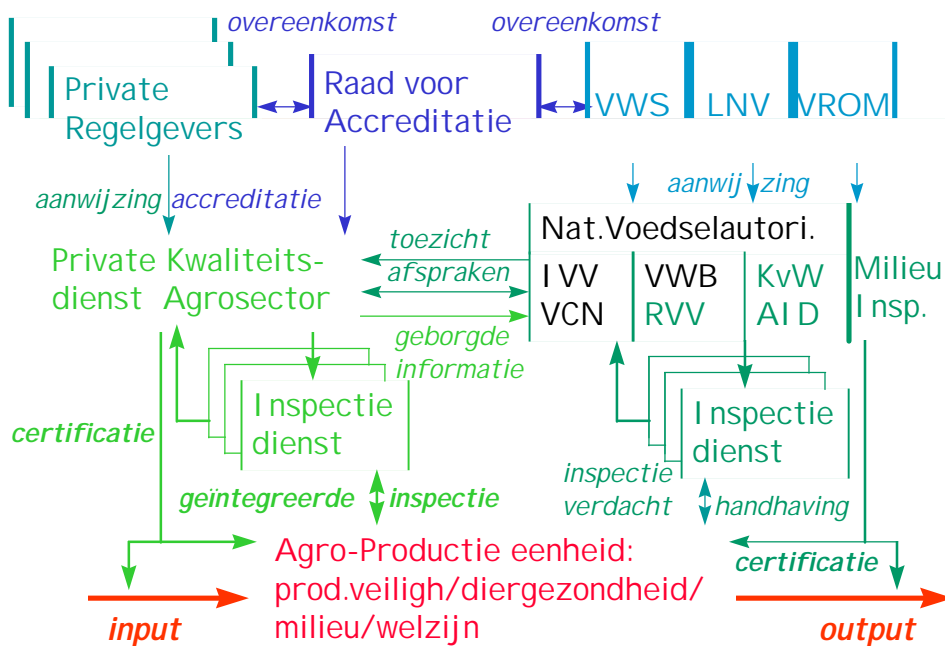 overeenkomst overeenkomst
Private
Regelgevers
Raad voor
Accreditatie
VWS LNV VROM
aanwijzing accreditatie
aanwij zing
Private Kwaliteits-
dienst Agrosector
toezicht
afspraken
geborgde
informatie
Nat.Voedselautori.
IVV VWB KvW
VCN RVV AID
Milieu
Insp.
Inspectie
dienst
Inspectie
dienst
certificatie
geïntegreerde inspectie
inspectie
verdacht handhaving
Agro-Productie eenheid:
prod.veiligh/diergezondheid/
milieu/welzijn
certificatie
input
output